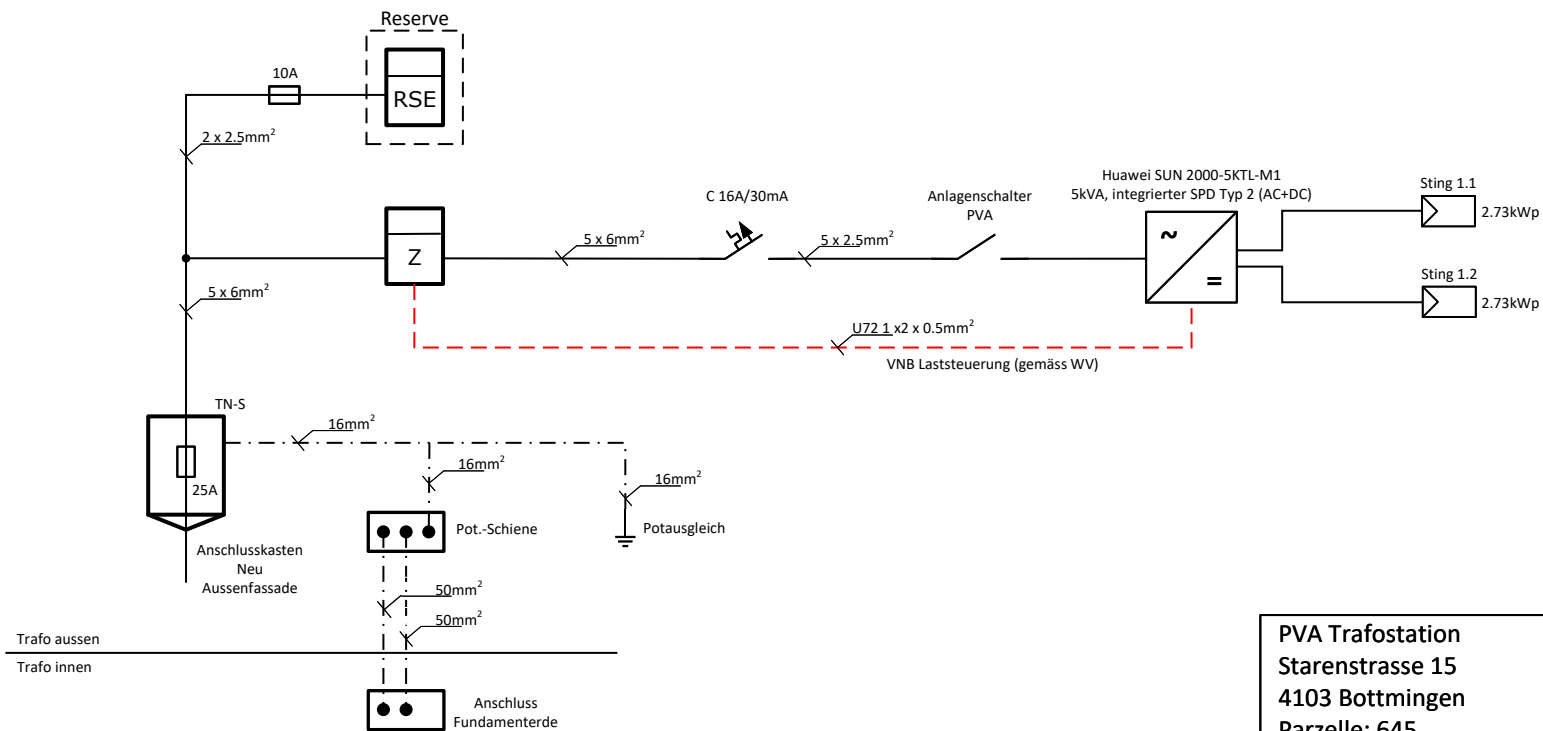 Reserve
10A
RSE
2 x 2.5mm²
C 16A/30mA
Anlagenschalter
PVA
Huawei SUN 2000-5KTL-M1
5kVA, integrierter SPD Typ 2 (AC+DC)
Sting 1.1
2.73kWp
Z
5 x 6mm²
5 x 2.5mm²
~
=
Sting 1.2
2.73kWp
5 x 6mm²
U72 1 x2 x 0.5mm²
VNB Laststeuerung (gemäss WV)
TN-S
16mm²
16mm²
16mm²
25A
Pot.-Schiene
Potausgleich
Anschlusskasten
Neu
Aussenfassade
50mm²
50mm²
Trafo aussen
Trafo innen
Anschluss
Fundamenterde
PVA Trafostation
Starenstrasse 15
4103 Bottmingen
Parzelle: 645